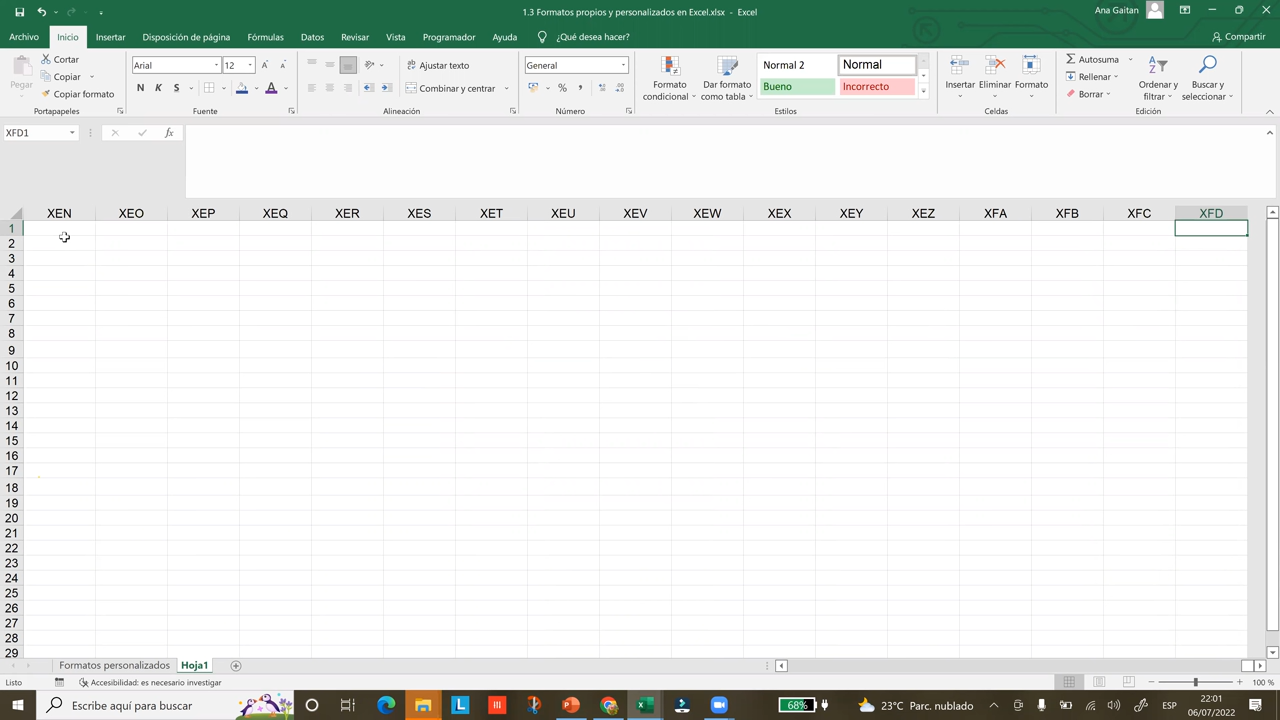 1.3 Formatos propios y personalizados en Excel.xlsx - Excel
Ana Gaitan
Archivo Inicio Insertar Disposición de página Fórmulas Datos Revisar Vista Programador Ayuda ¿Qué desea hacer? Compartir
Pegar
Cortar
Copiar
Copiar formato
Portapapeles
Arial 12
N K S A
Fuente
Ajustar texto
Combinar y centrar
Alineación
General
% 000
Número
Formato condicional
Dar formato como tabla
Normal 2 Normal
Bueno Incorrecto
Estilos
Insertar Eliminar Formato
Celdas
Autosuma
Rellenar
Borrar
Ordenar y filtrar
Buscar y seleccionar
Edición
XFD1 fx
XEN XEO XEP XEQ XER XES XET XEU XEV XEW XEX XEY XEZ XFA XFB XFC XFD
1
2
3
4
5
6
7
8
9
10
11
12
13
14
15
16
17
18
19
20
21
22
23
24
25
26
27
28
29
Formatos personalizados Hoja1
Listo Accesibilidad: es necesario investigar 100 %
Escribe aquí para buscar 68% 23°C Parc. nublado ESP 22:01
06/07/2022